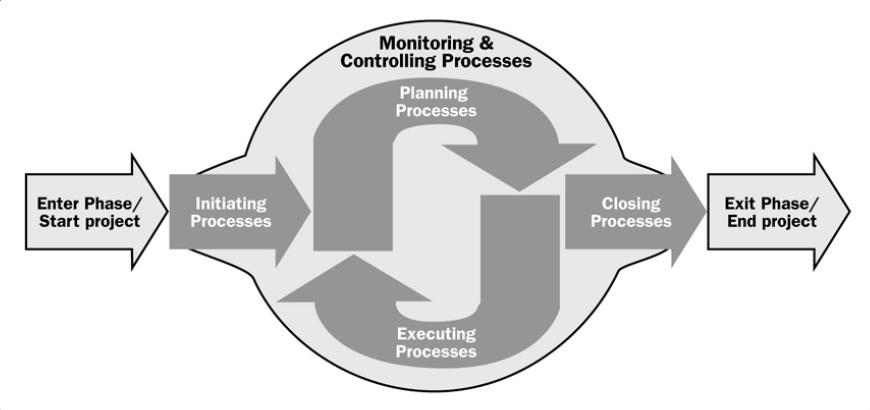 Monitoring &
Controlling Processes
Planning
Processes
Enter Phase/
Start project
Initiating
Processes
Closing
Processes
Exit Phase/
End project
Executing
Processes